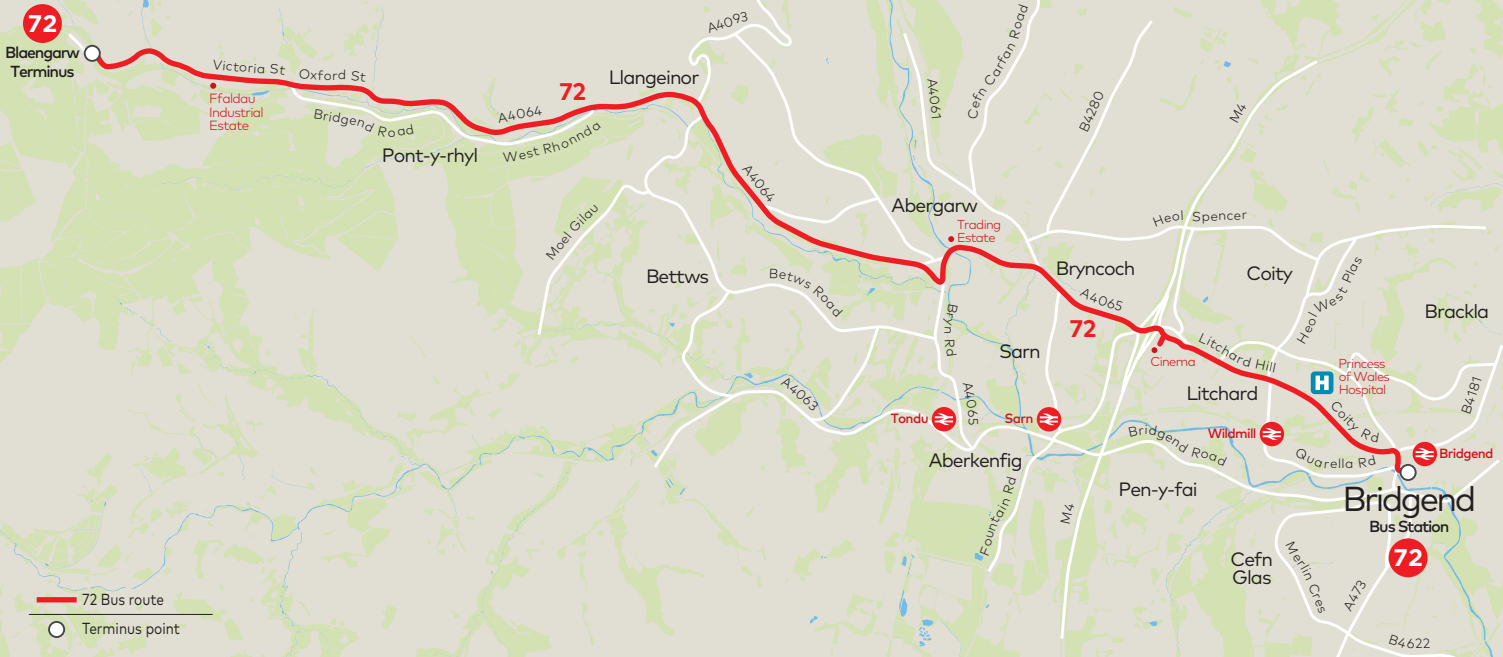 72
Blaengarw
Terminus
Victoria St
Oxford St
Ffaldau
Industrial
Estate
Bridgend Road
Pont-y-rhyl
A4064
West Rhonnda
72
Llangeinor
A4093
A4064
Moel Gilau
Bettws
Betws Road
A4061
Cefn Carfan Road
B4280
M4
Abergarw
Trading
Estate
Heol Spencer
Bryncoch
A4065
72
Coity
Heol West Plas
Brackla
Bryn Rd
Sarn
Cinema
Litchard Hill
Litchard
H
Princess
of Wales
Hospital
Coity Rd
B4181
A4063
Tondu
A4065
Sarn
Aberkenfig
Bridgend Road
Wildmill
Quarella Rd
Bridgend
Fountain Rd
M4
Pen-y-fai
Bridgend
Bus Station
72
Cefn
Glas
Merlin Cres
A473
B4622
72 Bus route
Terminus point